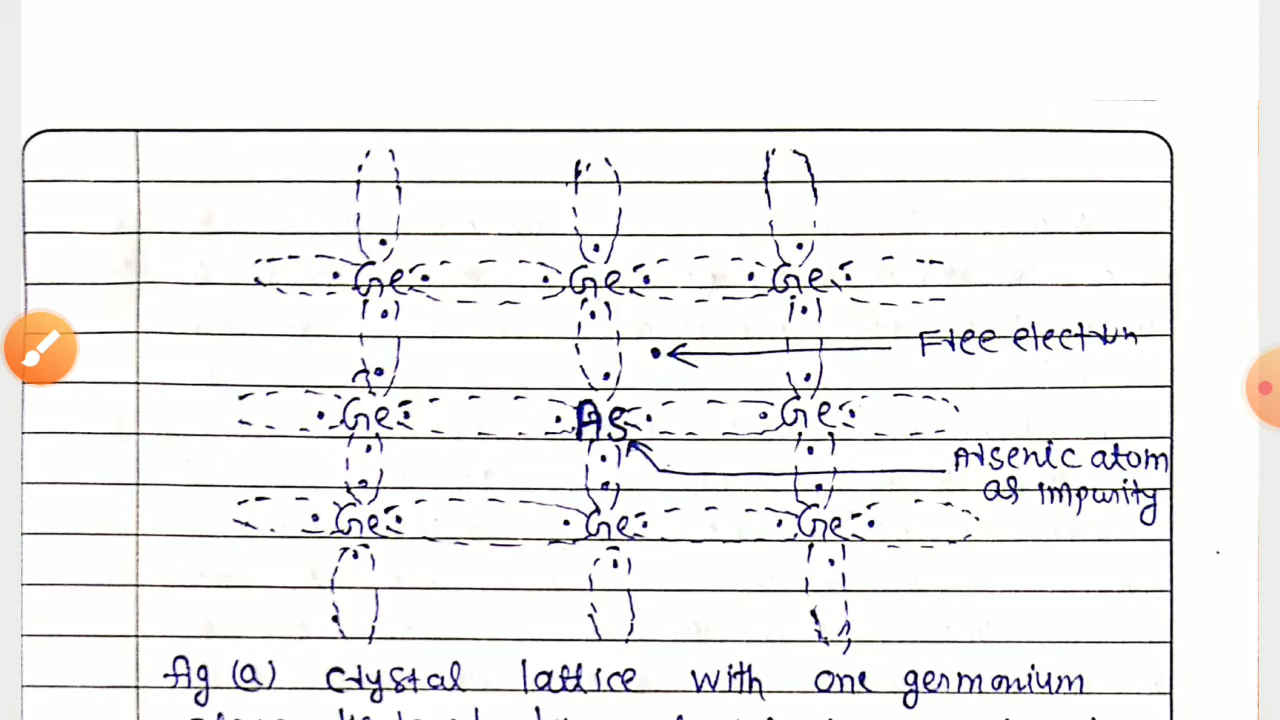 Ge Ge Ge
Free electron
Ge As Ge
Arsenic atom
as impurity
Ge Ge Ge
fig (a) crystal lattice with one germonium